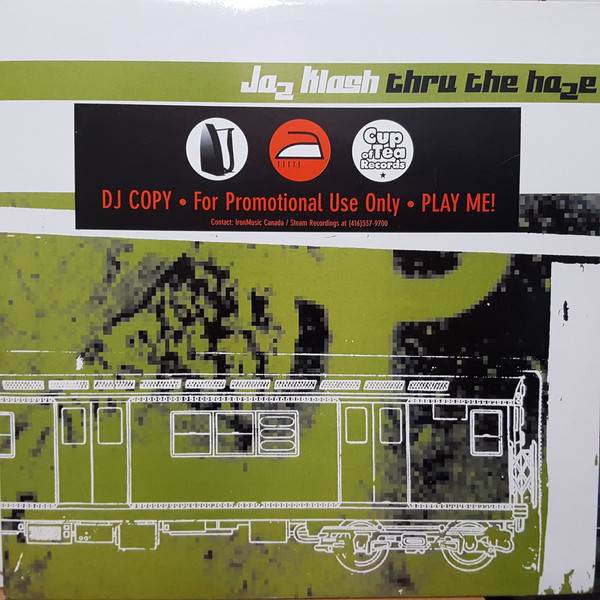 Jaz Klash thru the haze
Cup
of Tea
Records
DJ COPY • For Promotional Use Only • PLAY ME!
Contact: IronMusic Canada / Steam Recordings at (416)537-9700